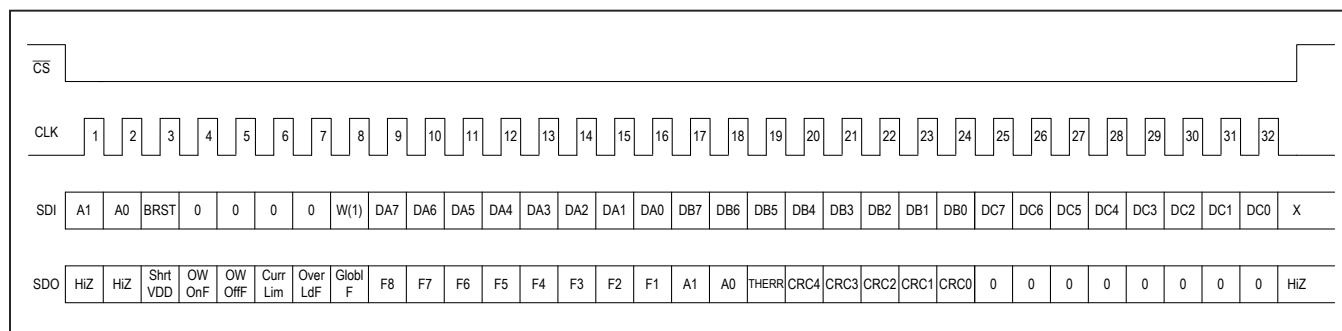 CS
CLK 1 2 3 4 5 6 7 8 9 10 11 12 13 14 15 16 17 18 19 20 21 22 23 24 25 26 27 28 29 30 31 32
SDI A1 A0 BRST 0 0 0 0 W(1) DA7 DA6 DA5 DA4 DA3 DA2 DA1 DA0 DB7 DB6 DB5 DB4 DB3 DB2 DB1 DB0 DC7 DC6 DC5 DC4 DC3 DC2 DC1 DC0 X
SDO HiZ HiZ Shrt VDD OW OnF OW OffF Curr Lim Over LdF Globl F F8 F7 F6 F5 F4 F3 F2 F1 A1 A0 THERR CRC4 CRC3 CRC2 CRC1 CRC0 0 0 0 0 0 0 0 0 HiZ